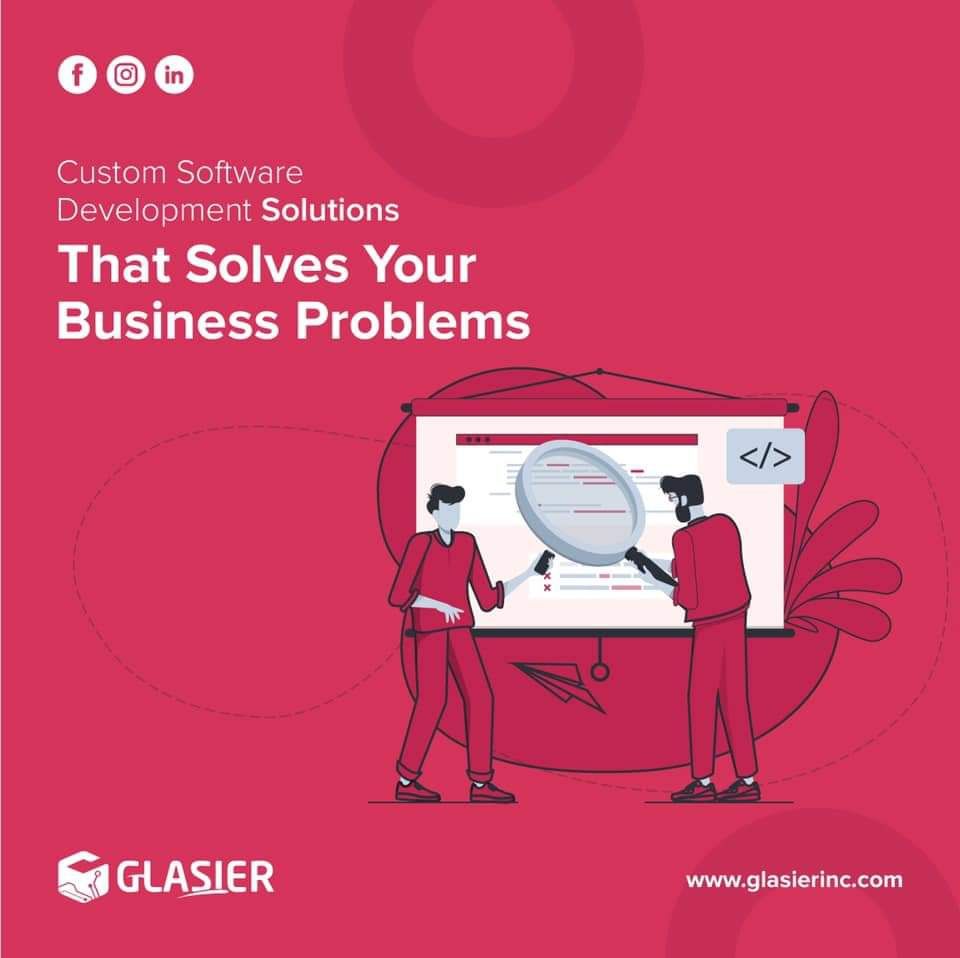 Custom Software
Development Solutions
That Solves Your
Business Problems
</>
GLASIER
www.glasierinc.com